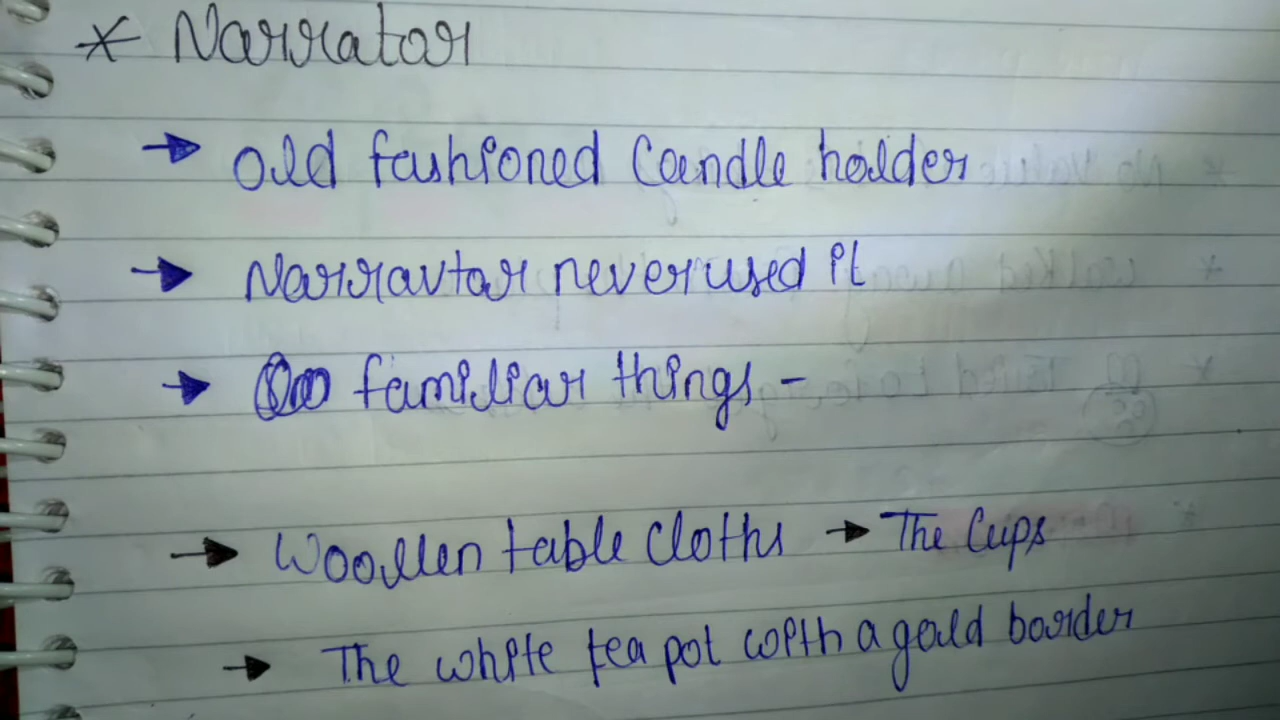 * Narrator
→ Old fashioned Candle holder
→ Narravtor never used it
→ familiar things -
→ Woollen table Cloths → The Cups
→ The white tea pot with a gold border